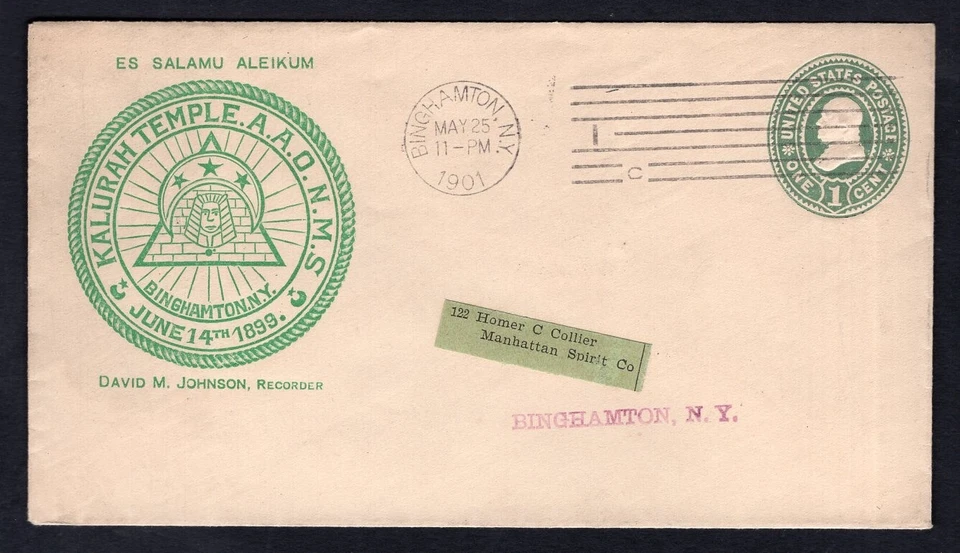 ES SALAMU ALEIKUM
KALURAH TEMPLE. A.A.O.N.M.S
BINGHAMTON.N.Y.
JUNE 14TH 1899.
DAVID M. JOHNSON, RECORDER
BINGHAMTON, N.Y.
MAY 25
11-PM
1901
C
UNITED STATES POSTAGE
ONE 1 CENT
122 Homer C Collier
Manhattan Spirit Co
BINGHAMTON, N. Y.